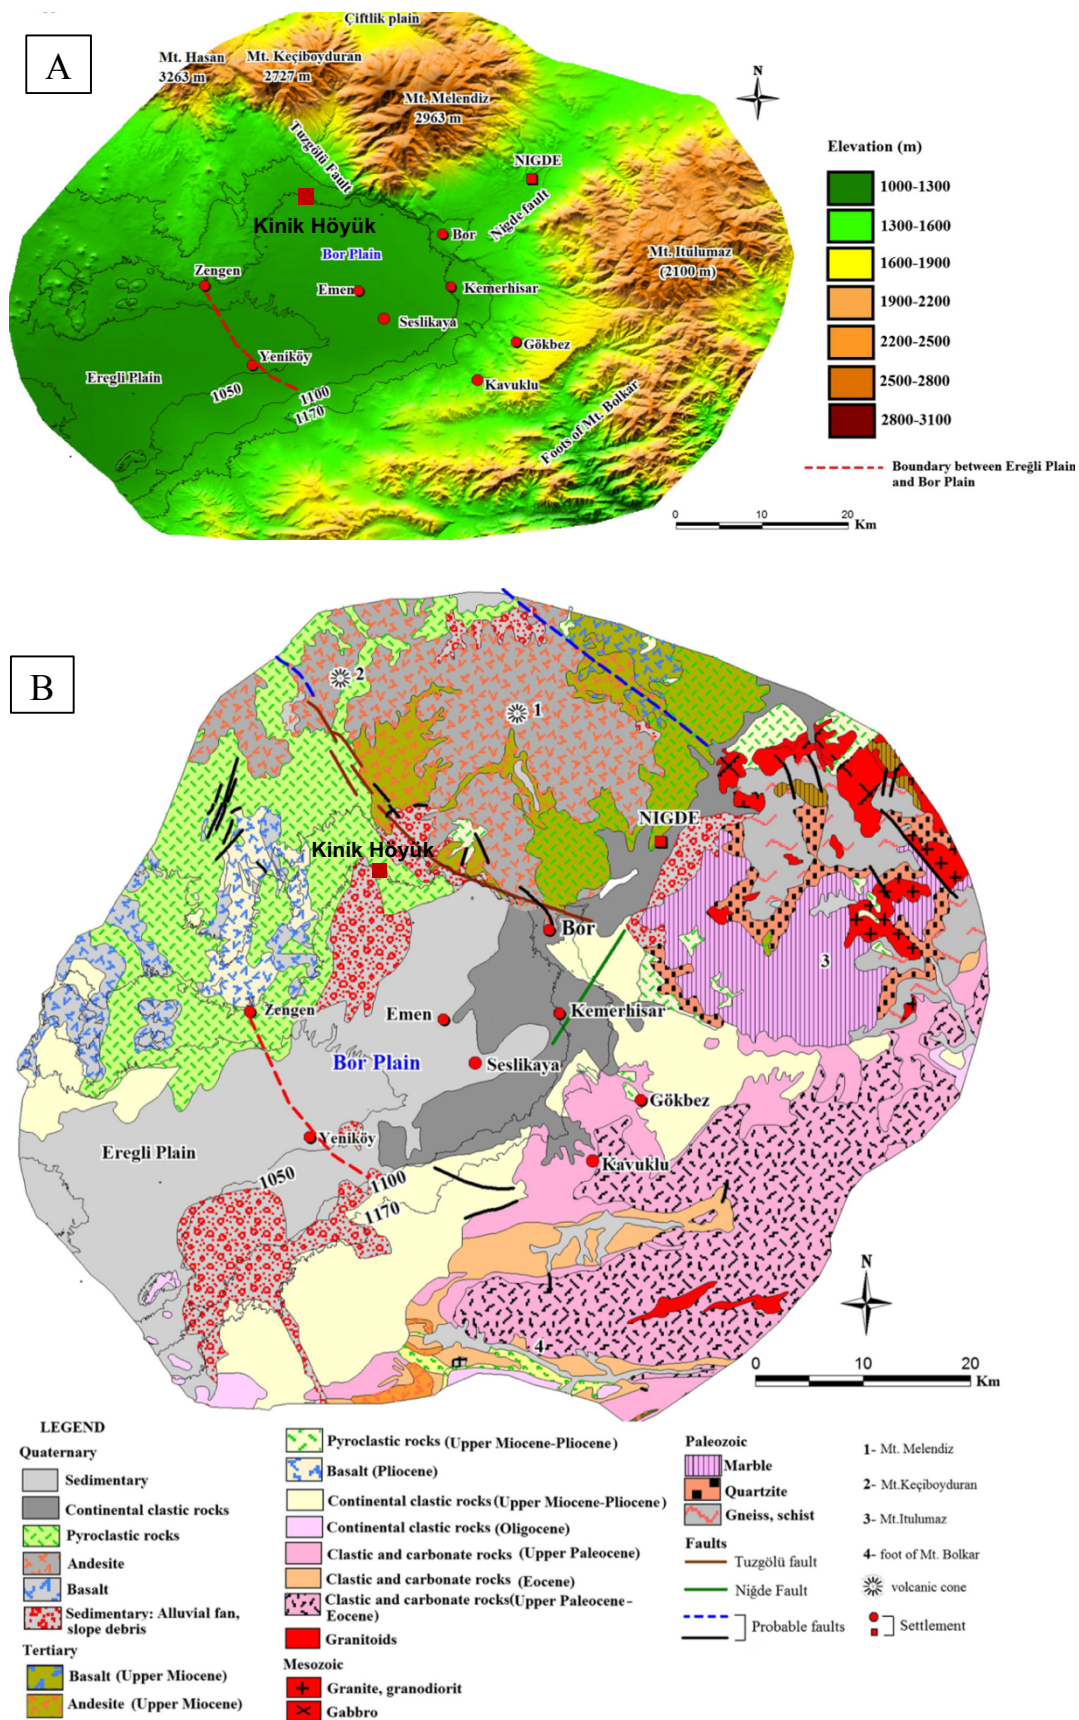 A
Çiftlik plain
Mt. Hasan
3263 m
Mt. Keçiboyduran
2727 m
Mt. Melendiz
2963 m
N
Tuzgölü Fault
NIGDE
Kinik Höyük
Nigde fault
Bor
Bor Plain
Mt. Itulumaz
(2100 m)
Zengen
Emen
Kemerhisar
Seslikaya
Gökbez
Yeniköy
Eregli Plain
Kavuklu
1050
1100
1170
Foots of Mt. Bolkar
Elevation (m)
1000-1300
1300-1600
1600-1900
1900-2200
2200-2500
2500-2800
2800-3100
Boundary between Ereğli Plain
and Bor Plain
0 10 20
Km
B
2
1
NIGDE
Kinik Höyük
Bor
3
Zengen
Emen
Kemerhisar
Bor Plain
Seslikaya
Gökbez
Yeniköy
Eregli Plain
Kavuklu
1050
1100
1170
N
4
0 10 20
Km
LEGEND
Quaternary
Sedimentary
Continental clastic rocks
Pyroclastic rocks
Andesite
Basalt
Sedimentary: Alluvial fan,
slope debris
Tertiary
Basalt (Upper Miocene)
Andesite (Upper Miocene)
Pyroclastic rocks (Upper Miocene-Pliocene)
Basalt (Pliocene)
Continental clastic rocks (Upper Miocene-Pliocene)
Continental clastic rocks (Oligocene)
Clastic and carbonate rocks (Upper Paleocene)
Clastic and carbonate rocks (Eocene)
Clastic and carbonate rocks(Upper Paleocene-
Eocene)
Granitoids
Mesozoic
Granite, granodiorit
Gabbro
Paleozoic
Marble
Quartzite
Gneiss, schist
Faults
Tuzgölü fault
Niğde Fault
Probable faults
1- Mt. Melendiz
2- Mt.Keçiboyduran
3- Mt.Itulumaz
4- foot of Mt. Bolkar
volcanic cone
Settlement